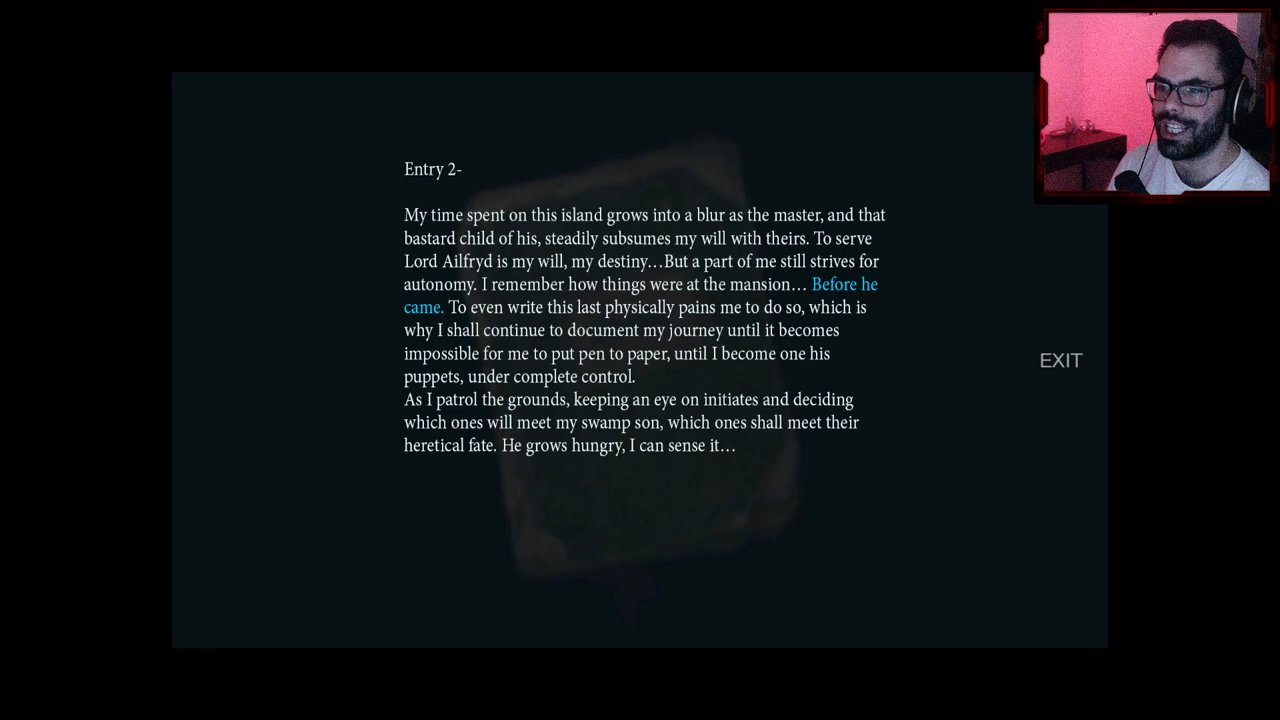 Entry 2-
My time spent on this island grows into a blur as the master, and that
bastard child of his, steadily subsumes my will with theirs. To serve
Lord Ailfryd is my will, my destiny…But a part of me still strives for
autonomy. I remember how things were at the mansion… Before he
came. To even write this last physically pains me to do so, which is
why I shall continue to document my journey until it becomes
impossible for me to put pen to paper, until I become one his
puppets, under complete control.
As I patrol the grounds, keeping an eye on initiates and deciding
which ones will meet my swamp son, which ones shall meet their
heretical fate. He grows hungry, I can sense it…
EXIT